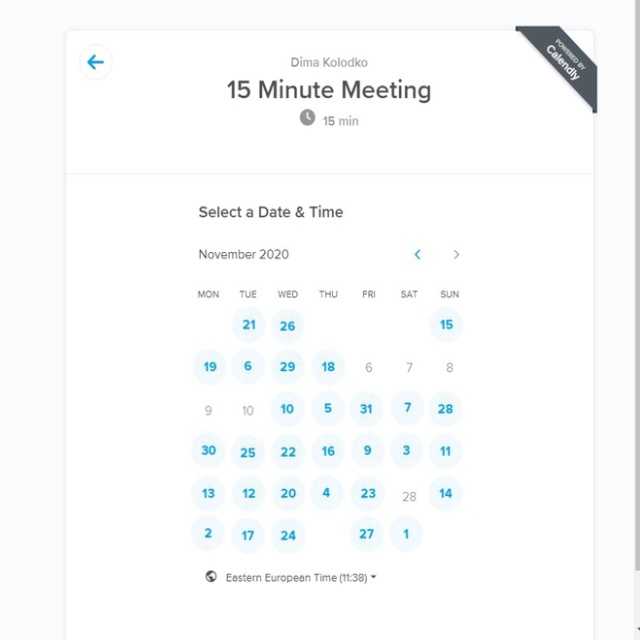 POWERED BY
Calendly
Dima Kolodko
15 Minute Meeting
15 min
Select a Date & Time
November 2020
MON TUE WED THU FRI SAT SUN
21 26 15
19 6 29 18 6 7 8
9 10 10 5 31 7 28
30 25 22 16 9 3 11
13 12 20 4 23 28 14
2 17 24 27 1
Eastern European Time (11:38)